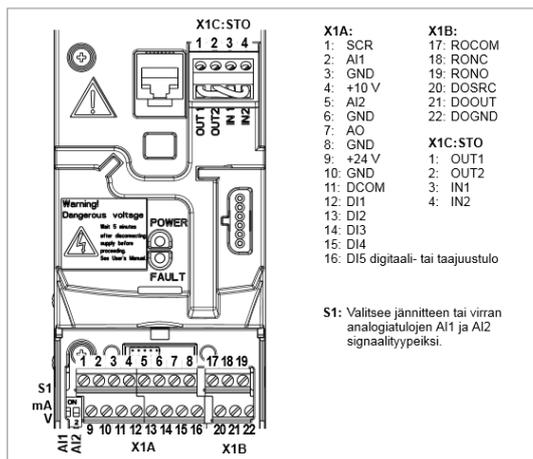 X1C:STO
1 2 3 4
OUT 1
OUT2
IN 1
IN2
Warning!
Dangerous voltage
Wait 5 minutes
after disconnecting
supply before
proceeding.
See User's Manual.
POWER
FAULT
1 2 3 4 5 6 7 8 17 18 19
S1
mA
V
ON
1 2
AI1
AI2
9 10 11 12 13 14 15 16 20 21 22
X1A
X1B
X1A:
1: SCR
2: AI1
3: GND
4: +10 V
5: AI2
6: GND
7: AO
8: GND
9: +24 V
10: GND
11: DCOM
12: DI1
13: DI2
14: DI3
15: DI4
16: DI5 digitaali- tai taajuustulo
X1B:
17: ROCOM
18: RONC
19: RONO
20: DOSRC
21: DOOUT
22: DOGND
X1C:STO
1: OUT1
2: OUT2
3: IN1
4: IN2
S1: Valitsee jännitteen tai virran
analogiatulojen AI1 ja AI2
signaalityypeiksi.